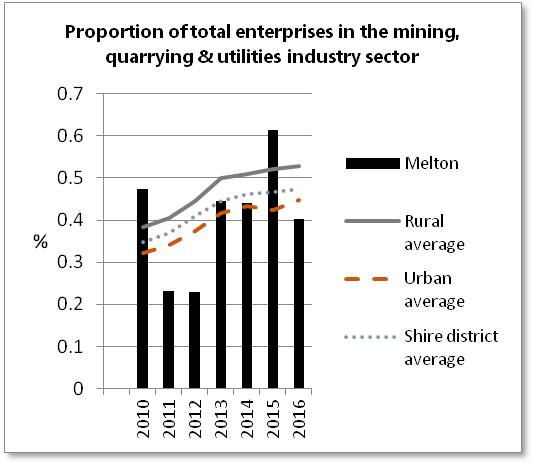 Proportion of total enterprises in the mining,
quarrying & utilities industry sector
0.7
0.6
0.5
0.4
0.3
0.2
0.1
0
%
2010
2011
2012
2013
2014
2015
2016
Melton
Rural
average
Urban
average
Shire district
average